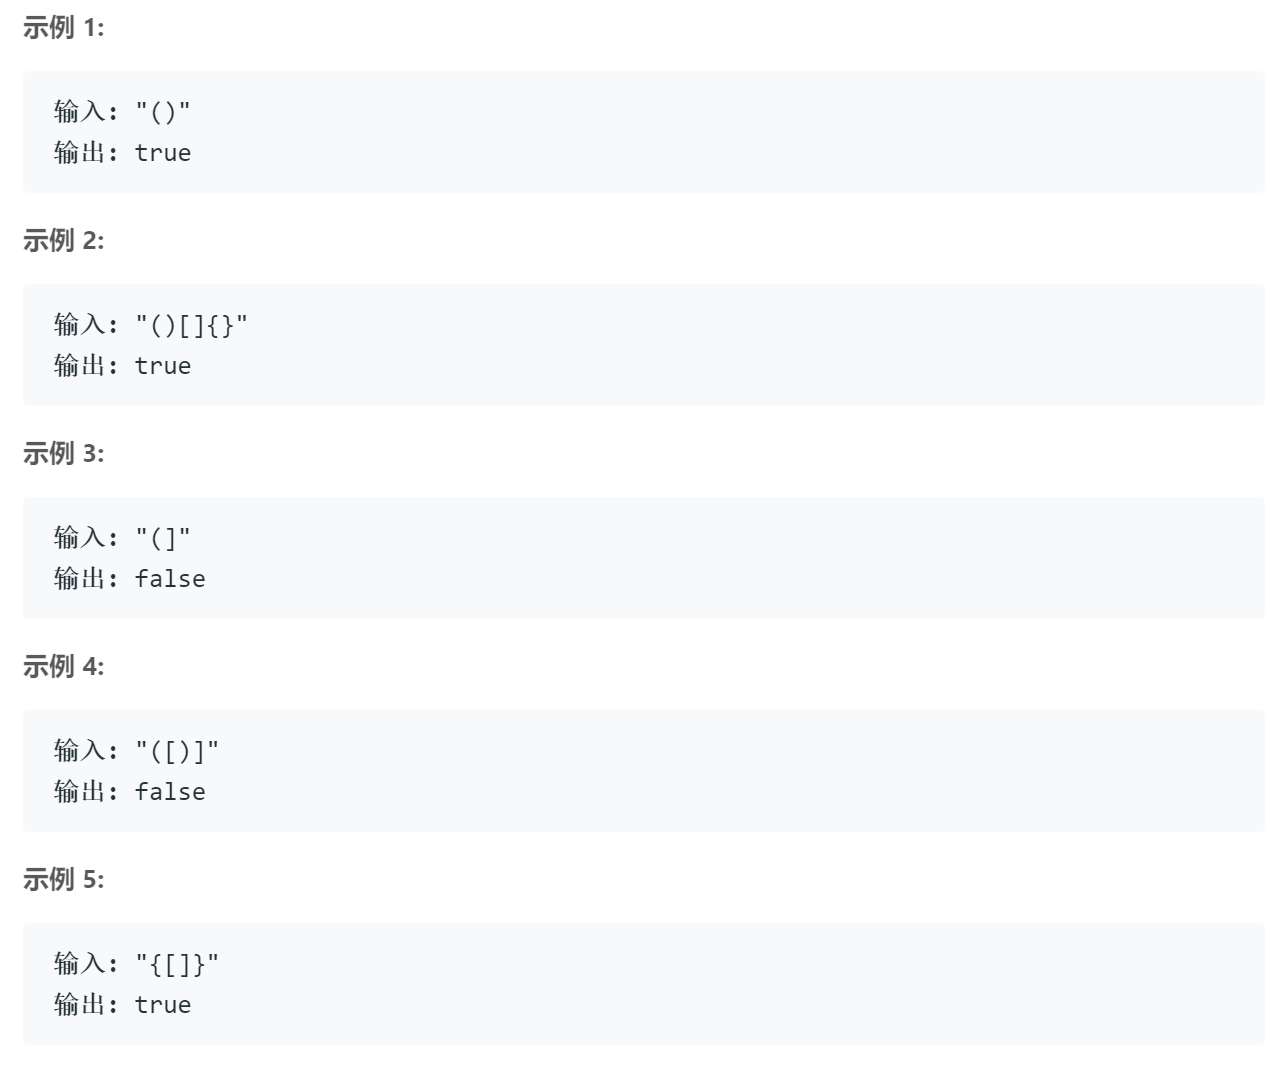 示例 1:
输入："()"
输出：true
示例 2:
输入："()[]{}"
输出：true
示例 3:
输入："(]"
输出：false
示例 4:
输入："([)]"
输出：false
示例 5:
输入："{[]}"
输出：true